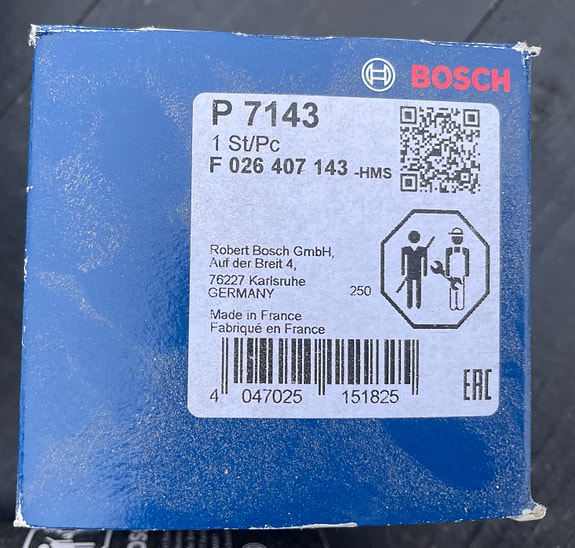 BOSCH
P 7143
1 St/Pc
F 026 407 143 -HMS
Robert Bosch GmbH,
Auf der Breit 4,
76227 Karlsruhe
GERMANY 250
Made in France
Fabriqué en France
4 047025 151825
EAC